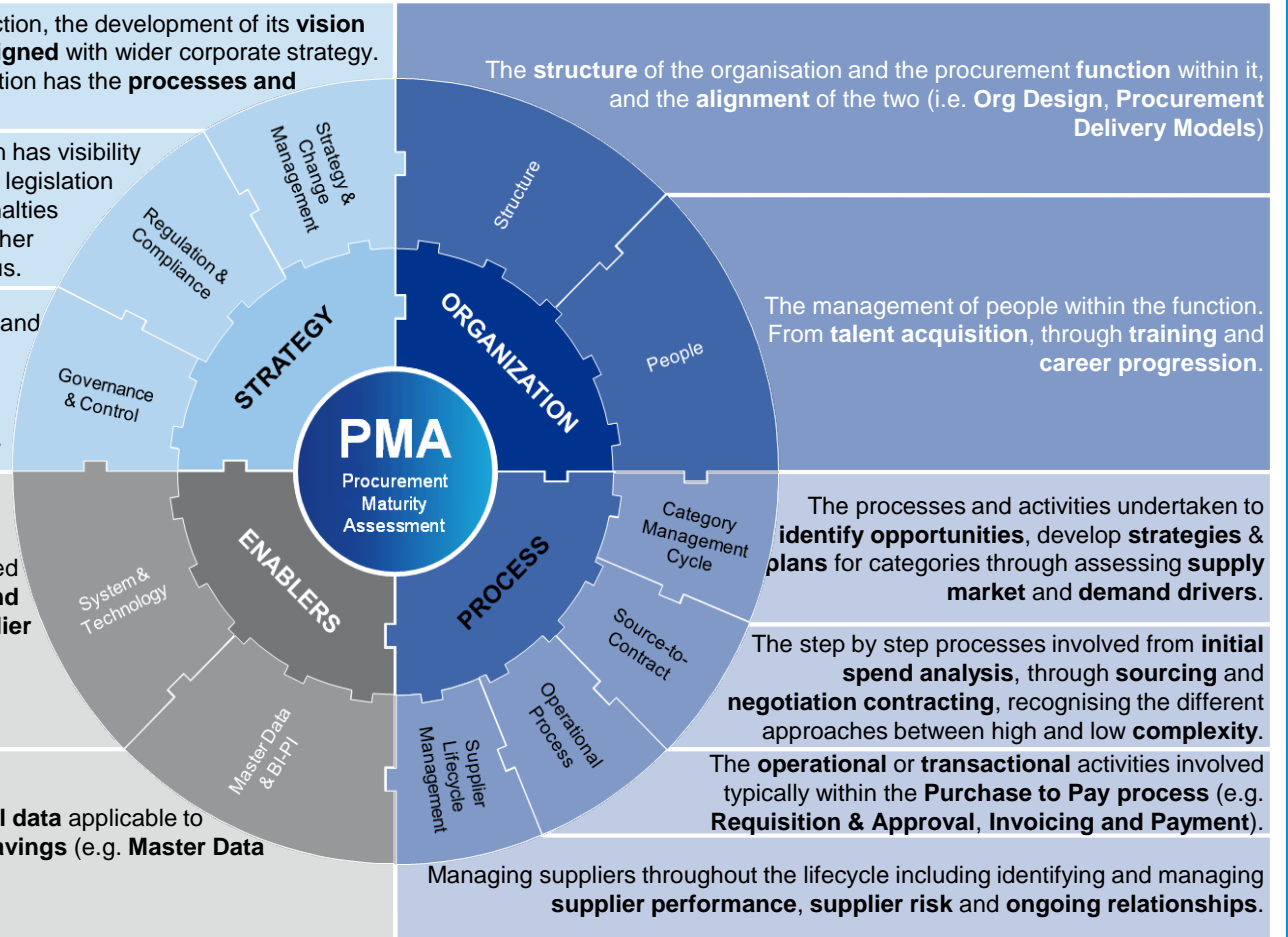 ction, the development of its vision
igned with wider corporate strategy.
tion has the processes and
n has visibility
legislation
nalties
her
us.
and
ed
nd
lier
l data applicable to
avings (e.g. Master Data
Strategy &
Change
Management
Regulation &
Compliance
Governance
& Control
STRATEGY
Structure
People
ORGANIZATION
PMA
Procurement
Maturity
Assessment
System &
Technology
Master Data
& BI-PI
ENABLERS
PROCESS
Category
Management
Cycle
Source-to-
Contract
Operational
Process
Supplier
Lifecycle
Management
The structure of the organisation and the procurement function within it,
and the alignment of the two (i.e. Org Design, Procurement
Delivery Models)
The management of people within the function.
From talent acquisition, through training and
career progression.
The processes and activities undertaken to
identify opportunities, develop strategies &
plans for categories through assessing supply
market and demand drivers.
The step by step processes involved from initial
spend analysis, through sourcing and
negotiation contracting, recognising the different
approaches between high and low complexity.
The operational or transactional activities involved
typically within the Purchase to Pay process (e.g.
Requisition & Approval, Invoicing and Payment).
Managing suppliers throughout the lifecycle including identifying and managing
supplier performance, supplier risk and ongoing relationships.